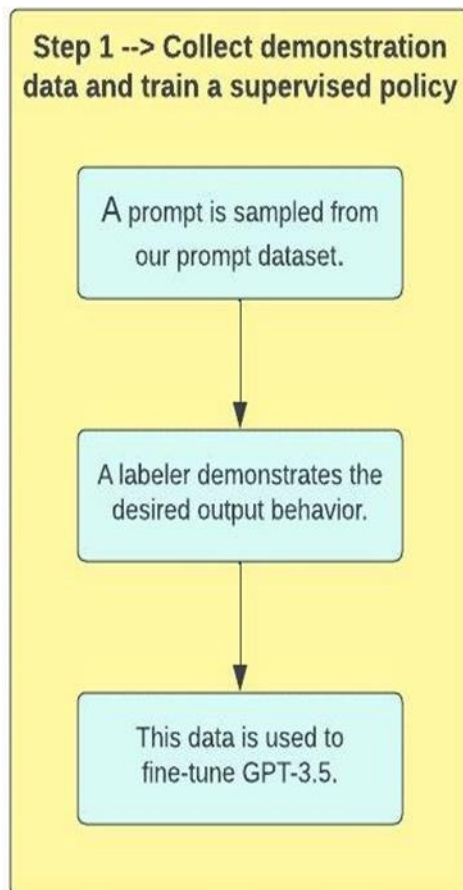 Step 1 --> Collect demonstration
data and train a supervised policy
A prompt is sampled from
our prompt dataset.
A labeler demonstrates the
desired output behavior.
This data is used to
fine-tune GPT-3.5.